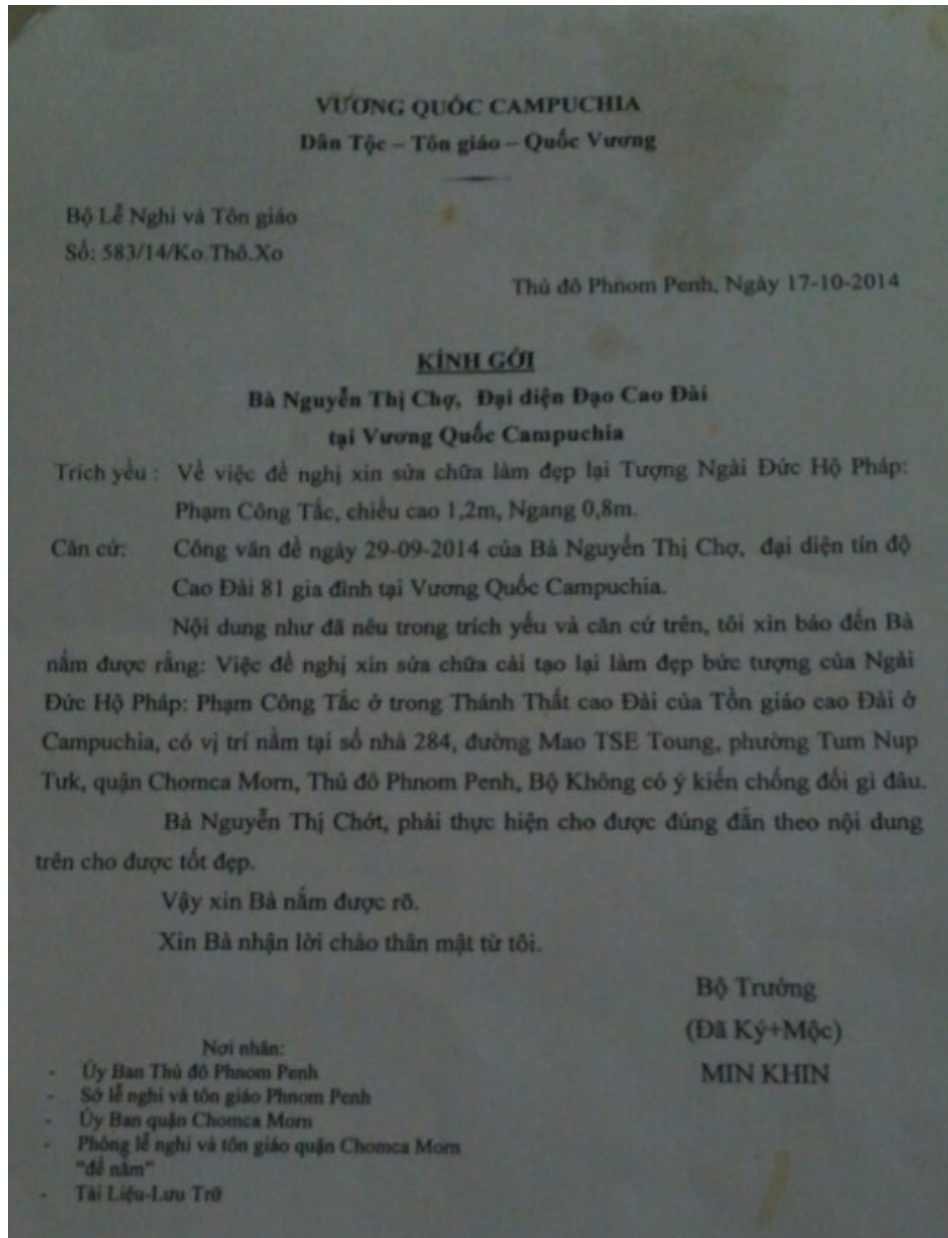 VƯƠNG QUỐC CAMPUCHIA
Dân Tộc – Tôn giáo – Quốc Vương
Bộ Lễ Nghi và Tôn giáo
Số: 583/14/Ko.Thô.Xo
Thủ đô Phnom Penh, Ngày 17-10-2014
KÍNH GỞI
Bà Nguyễn Thị Chợ, Đại diện Đạo Cao Đài
tại Vương Quốc Campuchia
Trích yếu : Về việc đề nghị xin sửa chữa làm đẹp lại Tượng Ngài Đức Hộ Pháp:
Phạm Công Tắc, chiều cao 1,2m, Ngang 0,8m.
Căn cứ: Công văn đề ngày 29-09-2014 của Bà Nguyễn Thị Chợ, đại diện tín độ
Cao Đài 81 gia đình tại Vương Quốc Campuchia.
Nội dung như đã nêu trong trích yếu và căn cứ trên, tôi xin báo đến Bà
nắm được rằng: Việc đề nghị xin sửa chữa cải tạo lại làm đẹp bức tượng của Ngài
Đức Hộ Pháp: Phạm Công Tắc ở trong Thánh Thất cao Đài của Tồn giáo cao Đài ở
Campuchia, có vị trí nằm tại số nhà 284, đường Mao TSE Toung, phường Tum Nup
Tưk, quận Chomca Morn, Thủ đô Phnom Penh, Bộ Không có ý kiến chống đối gì đâu.
Bà Nguyễn Thị Chớt, phải thực hiện cho được đúng đắn theo nội dung
trên cho được tốt đẹp.
Vậy xin Bà nắm được rõ.
Xin Bà nhận lời chào thân mật từ tôi.
Bộ Trưởng
(Đã Ký+Mộc)
MIN KHIN
Nơi nhân:
- Ủy Ban Thủ đô Phnom Penh
- Sở lễ nghi và tôn giáo Phnom Penh
- Ủy Ban quận Chomca Morn
- Phòng lễ nghi và tôn giáo quận Chomca Morn
"để nằm"
- Tài Liệu-Lưu Trữ